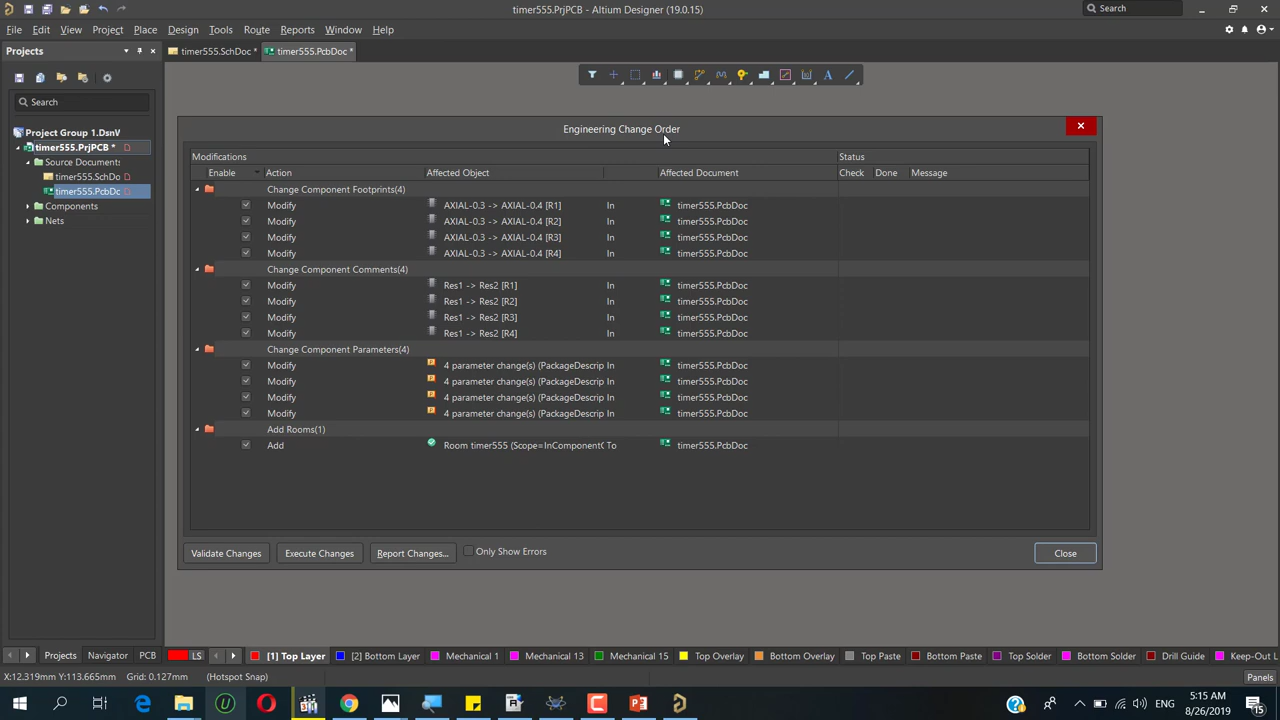 timer555.PrjPCB - Altium Designer (19.0.15)
Search
File Edit View Project Place Design Tools Route Reports Window Help
Projects
timer555.SchDoc *
timer555.PcbDoc *
Search
Project Group 1.DsnV
timer555.PrjPCB *
Source Documents
timer555.SchDo
timer555.PcbDc
Components
Nets
Engineering Change Order
Modifications Status
Enable Action Affected Object Affected Document Check Done Message
Change Component Footprints(4)
Modify AXIAL-0.3 -> AXIAL-0.4 [R1] In timer555.PcbDoc
Modify AXIAL-0.3 -> AXIAL-0.4 [R2] In timer555.PcbDoc
Modify AXIAL-0.3 -> AXIAL-0.4 [R3] In timer555.PcbDoc
Modify AXIAL-0.3 -> AXIAL-0.4 [R4] In timer555.PcbDoc
Change Component Comments(4)
Modify Res1 -> Res2 [R1] In timer555.PcbDoc
Modify Res1 -> Res2 [R2] In timer555.PcbDoc
Modify Res1 -> Res2 [R3] In timer555.PcbDoc
Modify Res1 -> Res2 [R4] In timer555.PcbDoc
Change Component Parameters(4)
Modify 4 parameter change(s) (PackageDescrip In timer555.PcbDoc
Modify 4 parameter change(s) (PackageDescrip In timer555.PcbDoc
Modify 4 parameter change(s) (PackageDescrip In timer555.PcbDoc
Modify 4 parameter change(s) (PackageDescrip In timer555.PcbDoc
Add Rooms(1)
Add Room timer555 (Scope=InComponentC To timer555.PcbDoc
Validate Changes Execute Changes Report Changes... Only Show Errors Close
Projects Navigator PCB LS [1] Top Layer [2] Bottom Layer Mechanical 1 Mechanical 13 Mechanical 15 Top Overlay Bottom Overlay Top Paste Bottom Paste Top Solder Bottom Solder Drill Guide Keep-Out L
X:12.319mm Y:113.665mm Grid: 0.127mm (Hotspot Snap) Panels
ENG
5:15 AM
8/26/2019
15